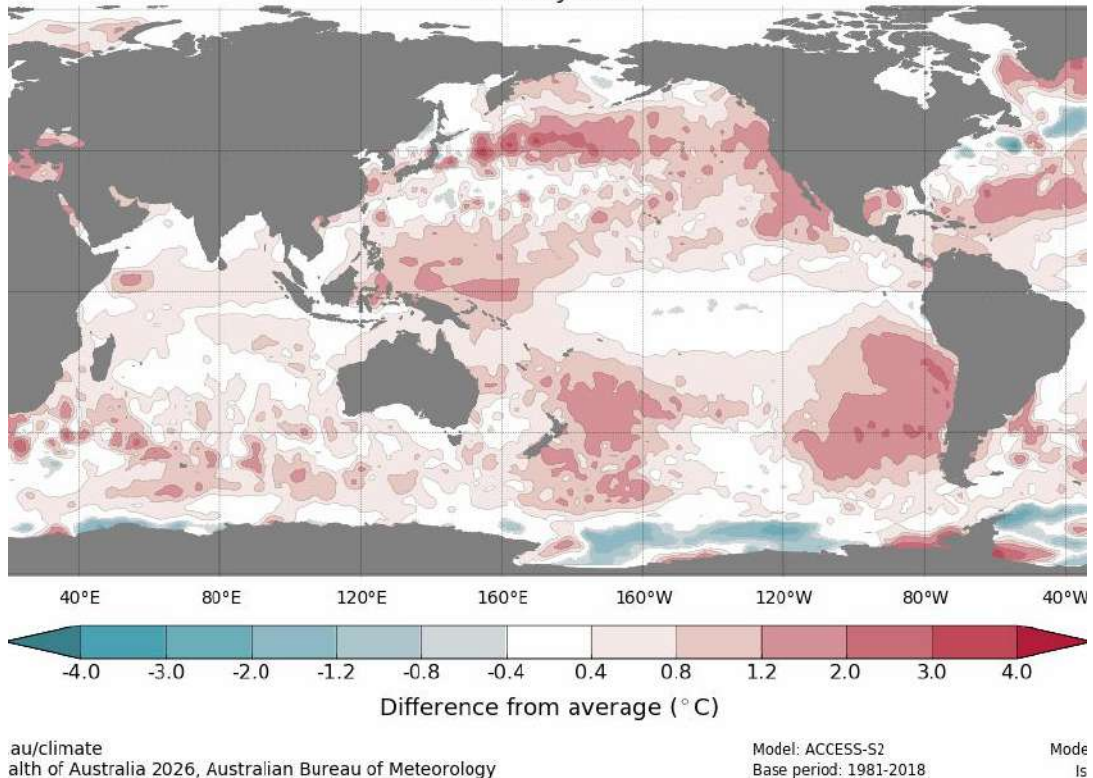 40°E 80°E 120°E 160°E 160°W 120°W 80°W 40°W
-4.0 -3.0 -2.0 -1.2 -0.8 -0.4 0.4 0.8 1.2 2.0 3.0 4.0
Difference from average (°C)
au/climate Model: ACCESS-S2 Mode
alth of Australia 2026, Australian Bureau of Meteorology Base period: 1981-2018 Is